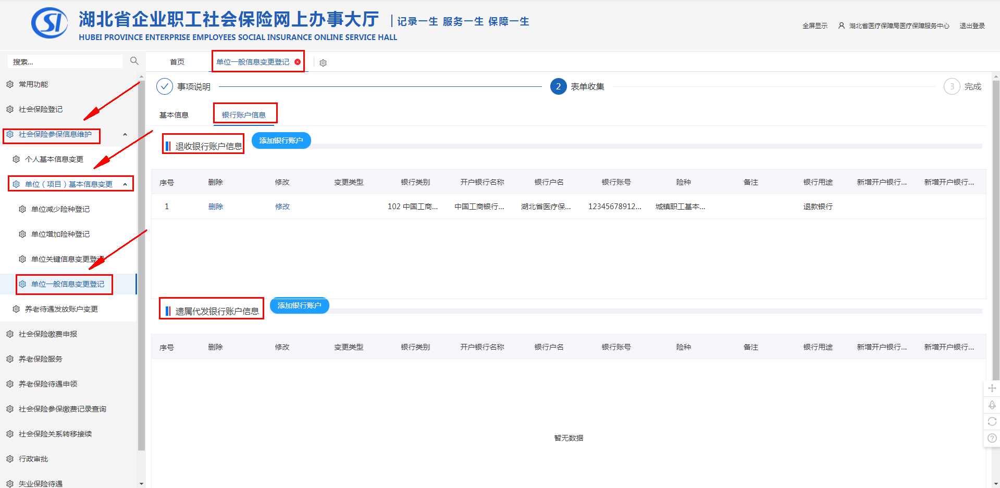 湖北省企业职工社会保险网上办事大厅 | 记录一生 服务一生 保障一生
HUBEI PROVINCE ENTERPRISE EMPLOYEES SOCIAL INSURANCE ONLINE SERVICE HALL
全屏显示 湖北省医疗保障局医疗保障服务中心 退出登录
搜索...
常用功能
社会保险登记
社会保险参保信息维护
个人基本信息变更
单位（项目）基本信息变更
单位减少险种登记
单位增加险种登记
单位关键信息变更登记
单位一般信息变更登记
养老待遇发放账户变更
社会保险缴费申报
养老保险服务
养老保险待遇申领
社会保险参保缴费记录查询
社会保险关系转移接续
行政审批
失业保险待遇
首页 单位一般信息变更登记
事项说明 2 表单收集 3 完成
基本信息 银行账户信息
退收银行账户信息 添加银行账户
序号 删除 修改 变更类型 银行类别 开户银行名称 银行户名 银行账号 险种 备注 银行用途 新增开户银行... 新增开户银行...
1 删除 修改 102 中国工商... 中国工商银行... 湖北省医疗保... 12345678912... 城镇职工基本... 退款银行
遗属代发银行账户信息 添加银行账户
序号 删除 修改 变更类型 银行类别 开户银行名称 银行户名 银行账号 险种 备注 银行用途 新增开户银行... 新增开户银行...
暂无数据